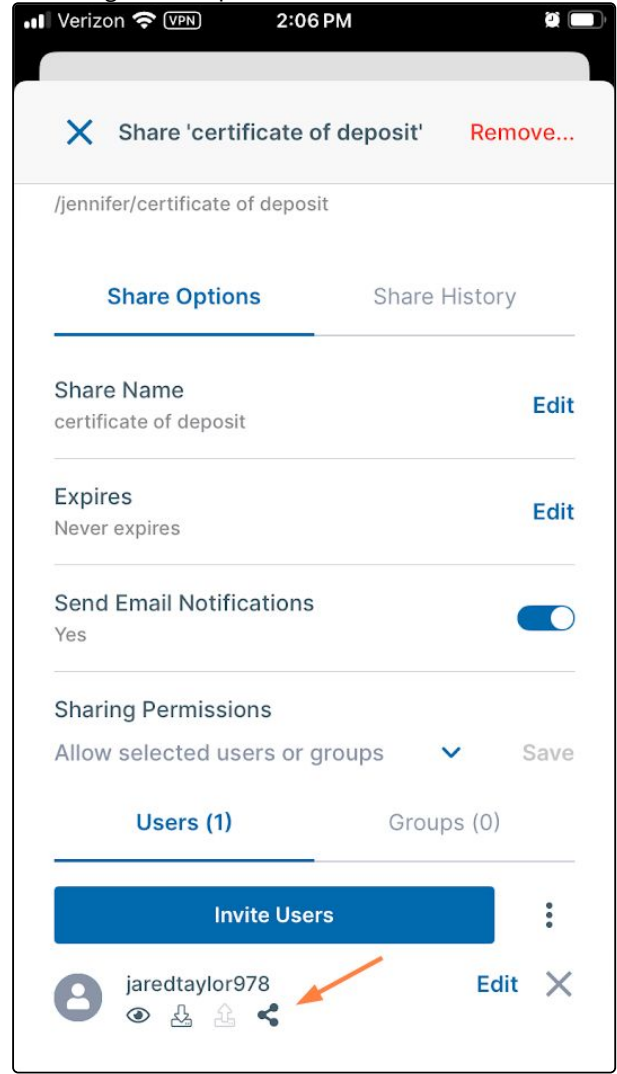 Verizon VPN 2:06 PM
Share 'certificate of deposit' Remove...
/jennifer/certificate of deposit
Share Options Share History
Share Name
Edit
certificate of deposit
Expires
Edit
Never expires
Send Email Notifications
Yes
Sharing Permissions
Allow selected users or groups Save
Users (1) Groups (0)
Invite Users
jaredtaylor978 Edit